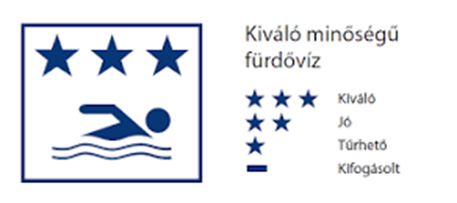 Kiváló minőségű
fürdővíz
Kiváló
Jó
Tűrhető
Kifogásolt